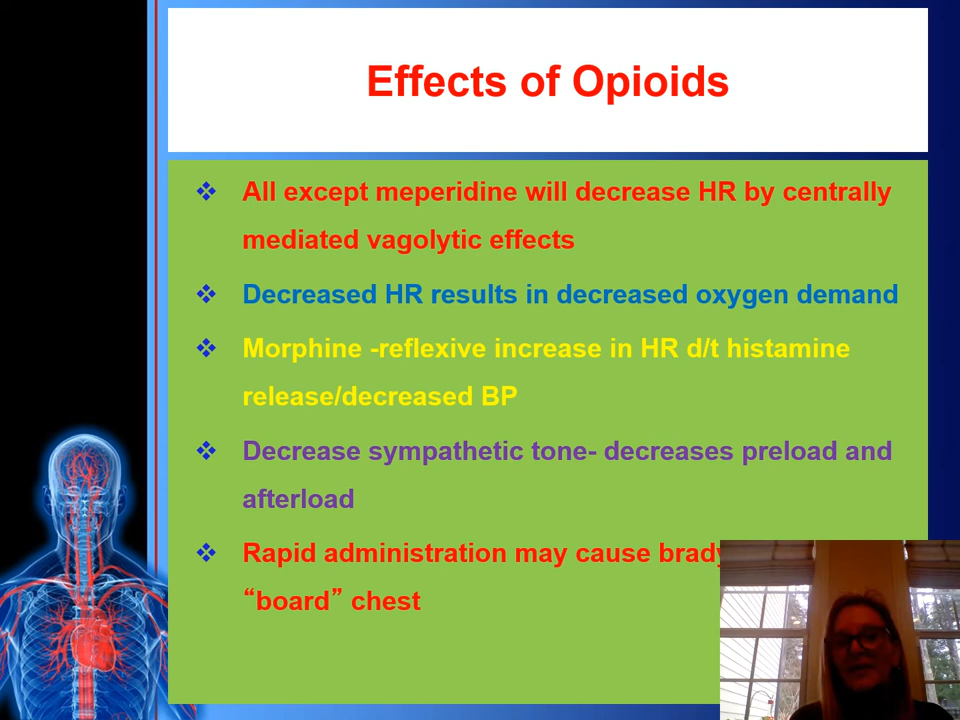 Effects of Opioids
All except meperidine will decrease HR by centrally
mediated vagolytic effects
Decreased HR results in decreased oxygen demand
Morphine -reflexive increase in HR d/t histamine
release/decreased BP
Decrease sympathetic tone- decreases preload and
afterload
Rapid administration may cause
“board” chest